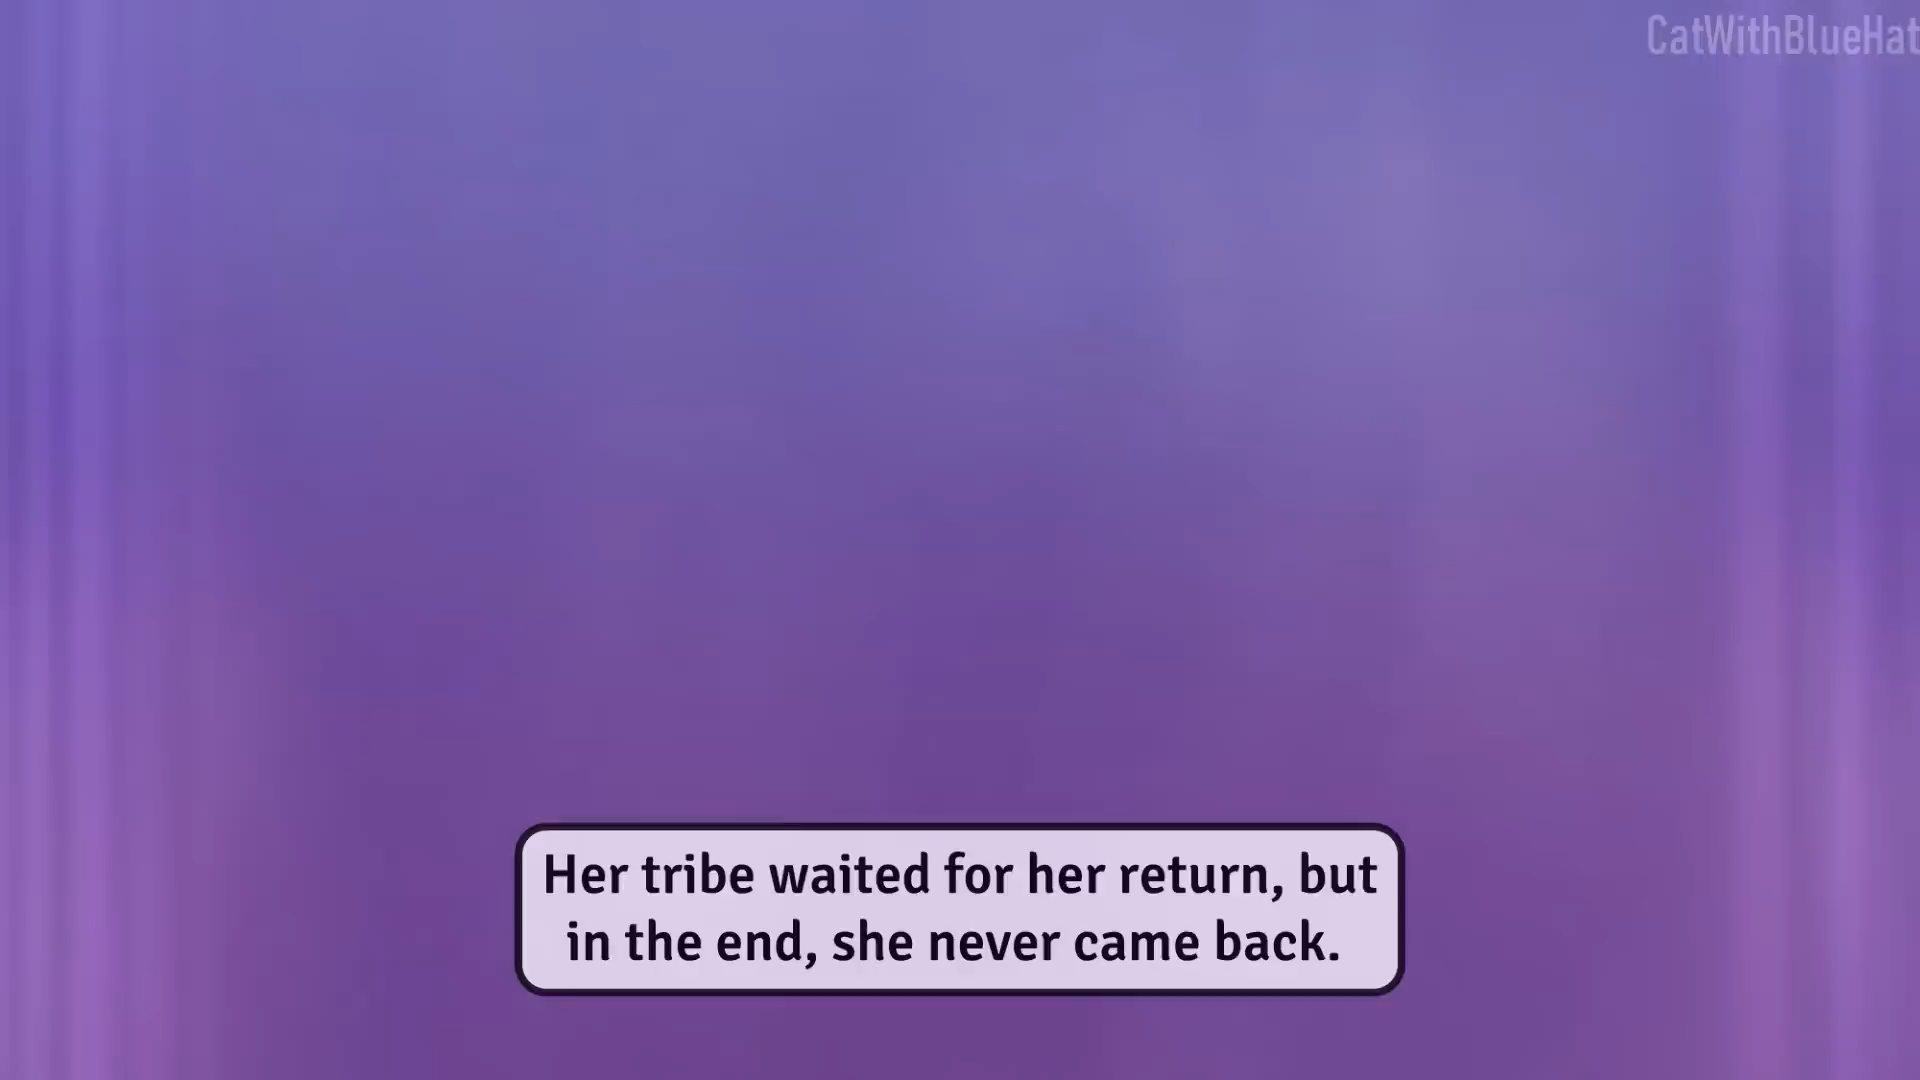 CatWithBlueHat
Her tribe waited for her return, but
in the end, she never came back.